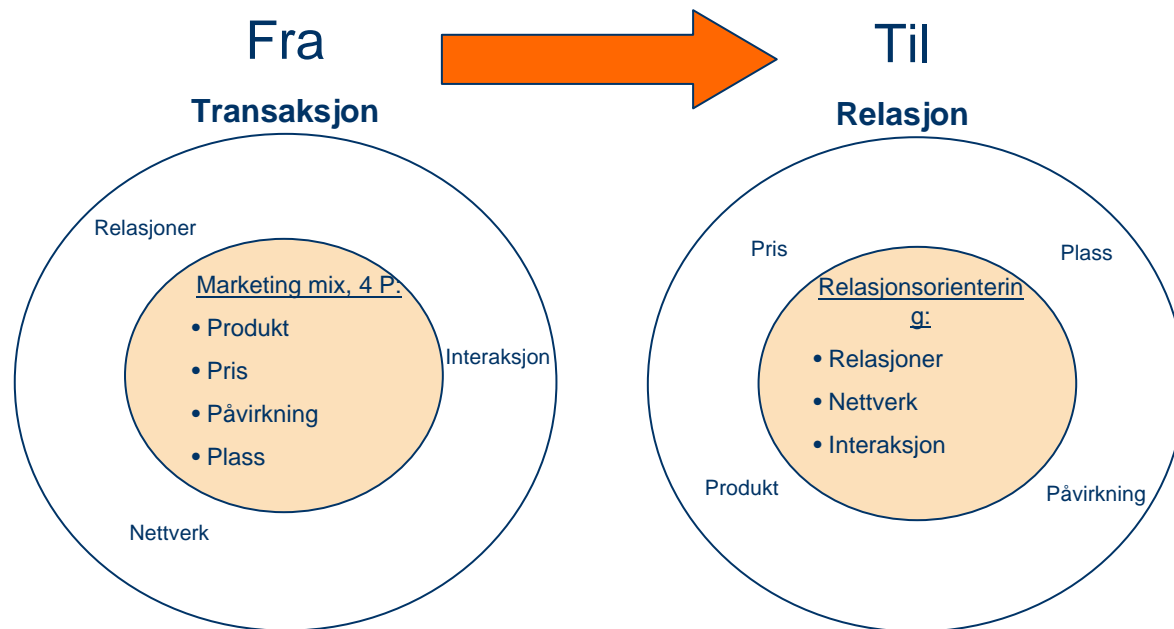 Fra
Til
Transaksjon
Relasjon
Relasjoner
Marketing mix, 4 P:
• Produkt
• Pris
• Påvirkning
• Plass
Interaksjon
Nettverk
Pris
Plass
Relasjonsorienterin
g:
• Relasjoner
• Nettverk
• Interaksjon
Produkt
Påvirkning